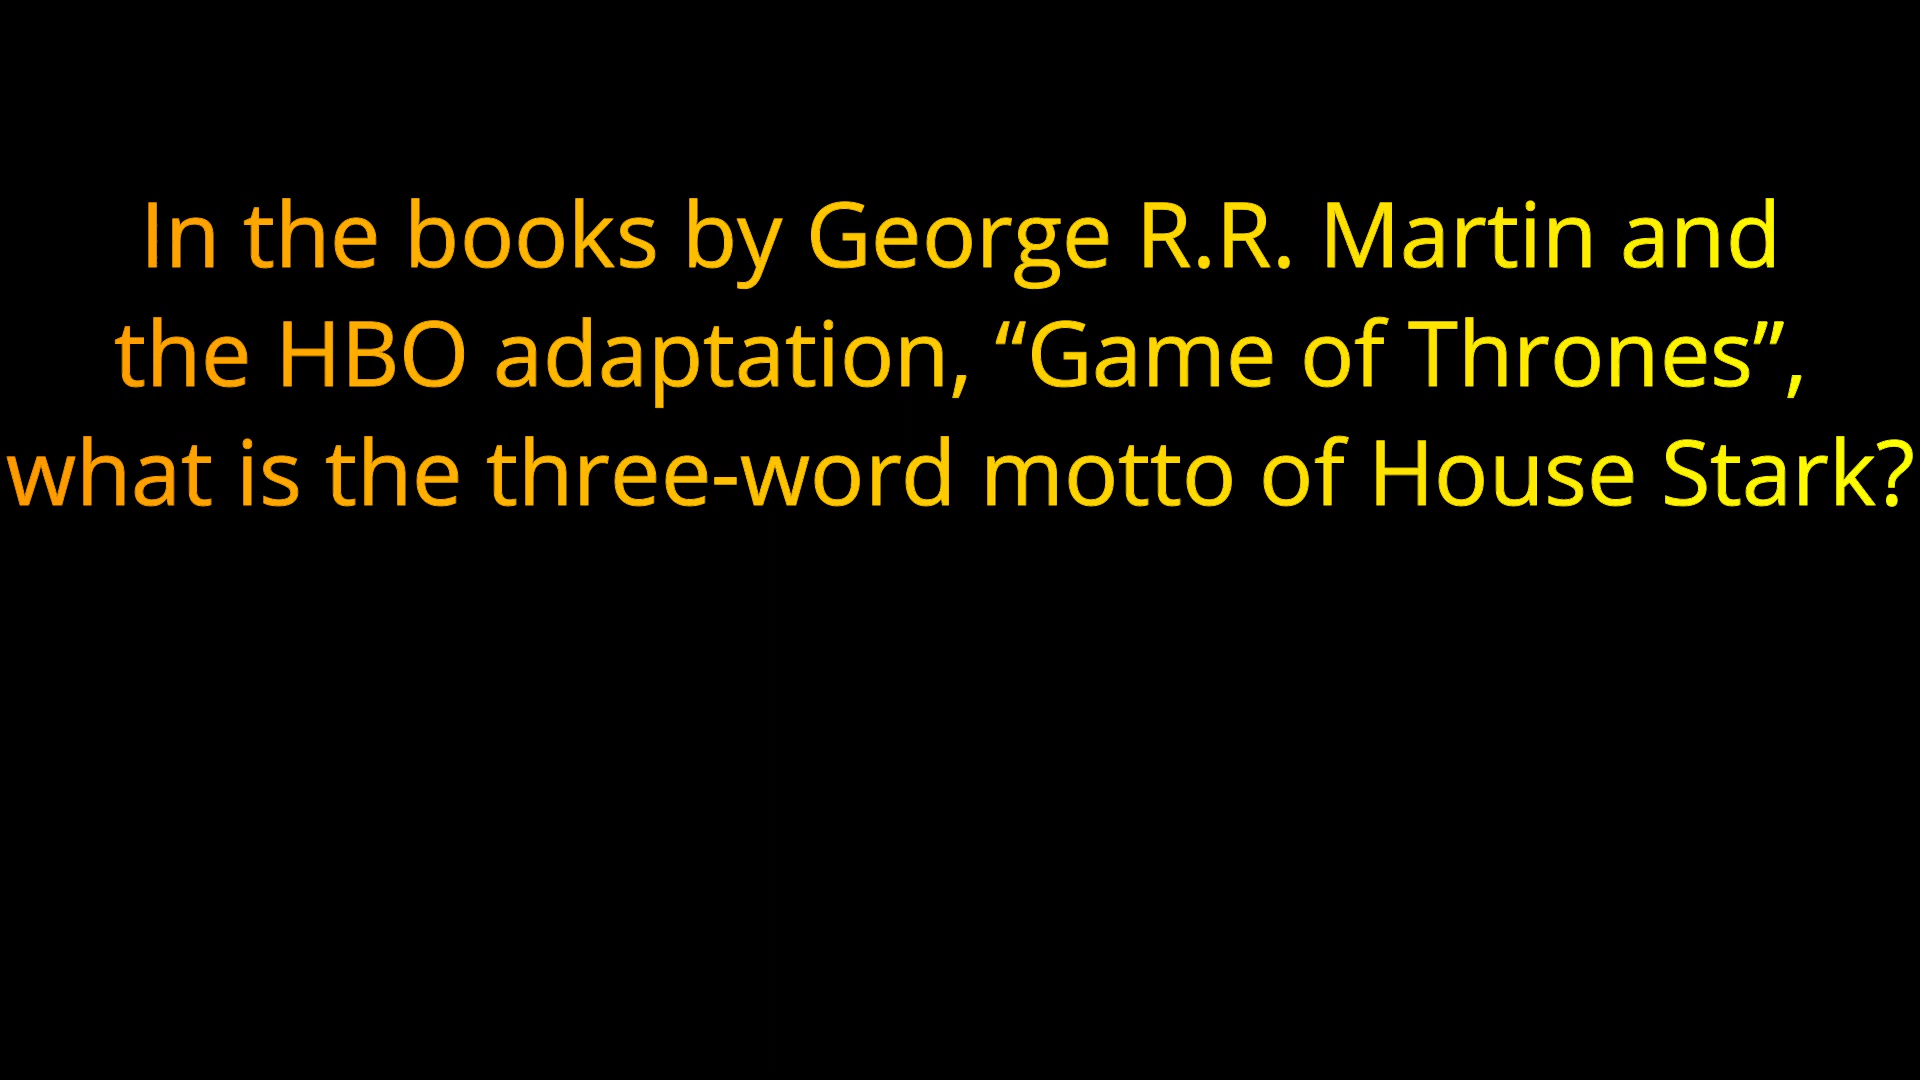 In the books by George R.R. Martin and
the HBO adaptation, “Game of Thrones”,
what is the three-word motto of House Stark?